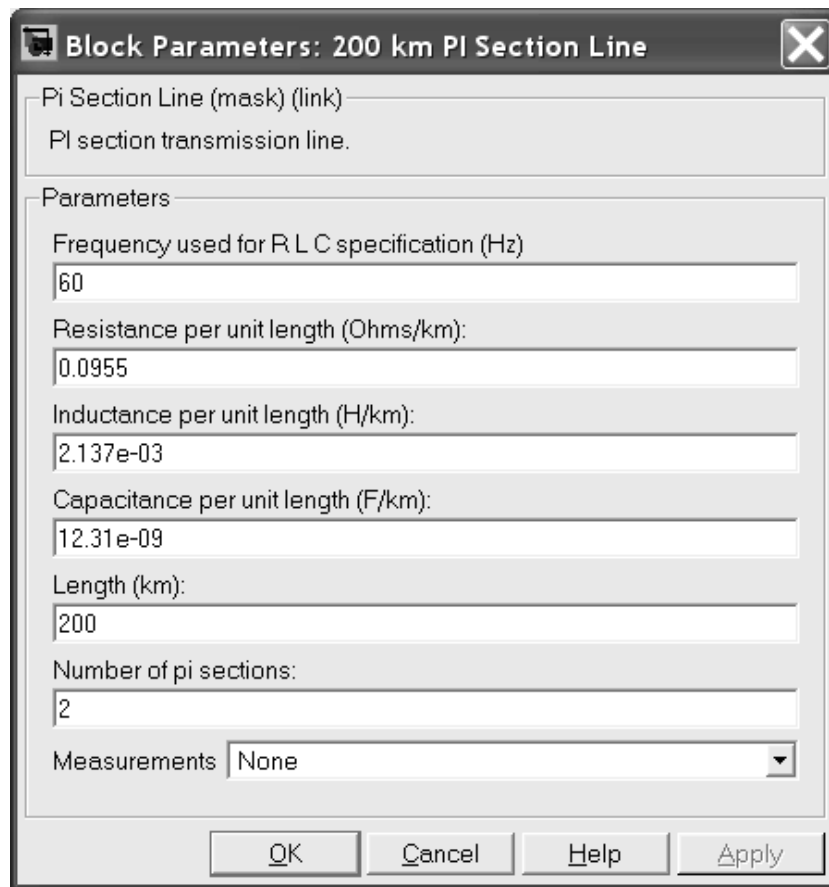 Block Parameters: 200 km PI Section Line
Pi Section Line (mask) (link)
PI section transmission line.
Parameters
Frequency used for R L C specification (Hz)
60
Resistance per unit length (Ohms/km):
0.0955
Inductance per unit length (H/km):
2.137e-03
Capacitance per unit length (F/km):
12.31e-09
Length (km):
200
Number of pi sections:
2
Measurements None
OK Cancel Help Apply